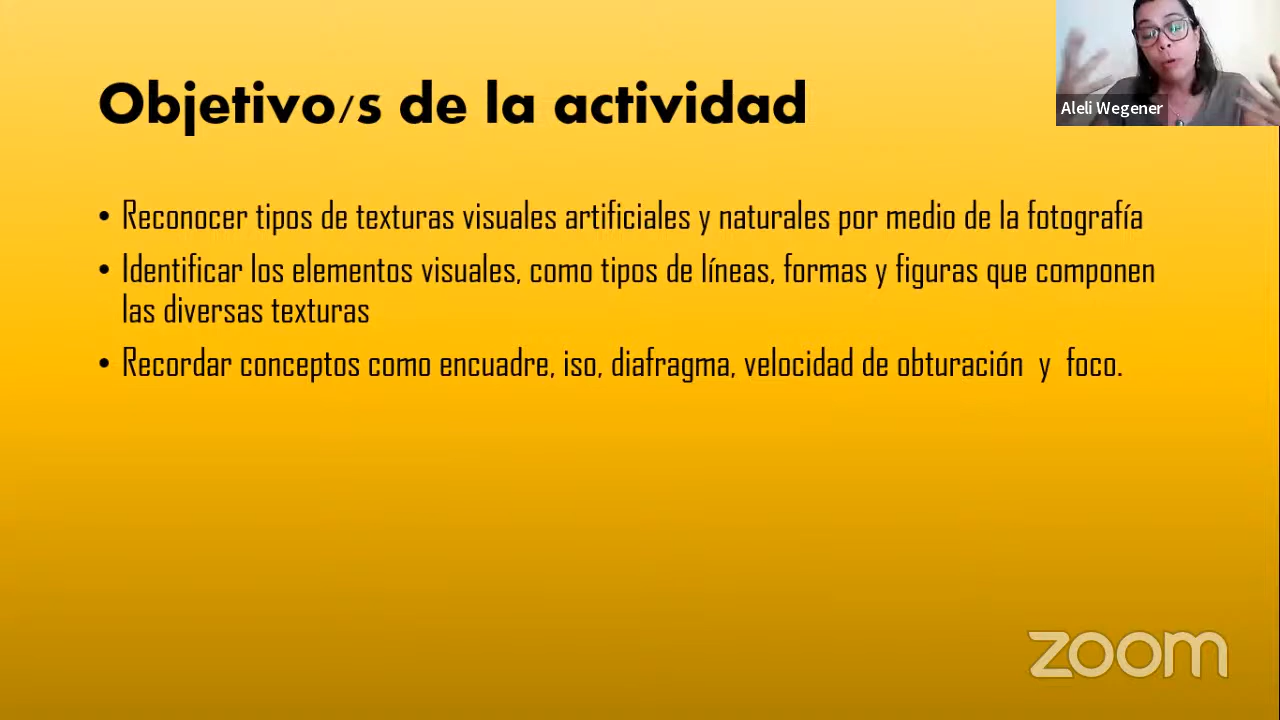 Objetivo/s de la actividad
Aleli Wegener
• Reconocer tipos de texturas visuales artificiales y naturales por medio de la fotografía
• Identificar los elementos visuales, como tipos de líneas, formas y figuras que componen
las diversas texturas
• Recordar conceptos como encuadre, iso, diafragma, velocidad de obturación y foco.
zoom